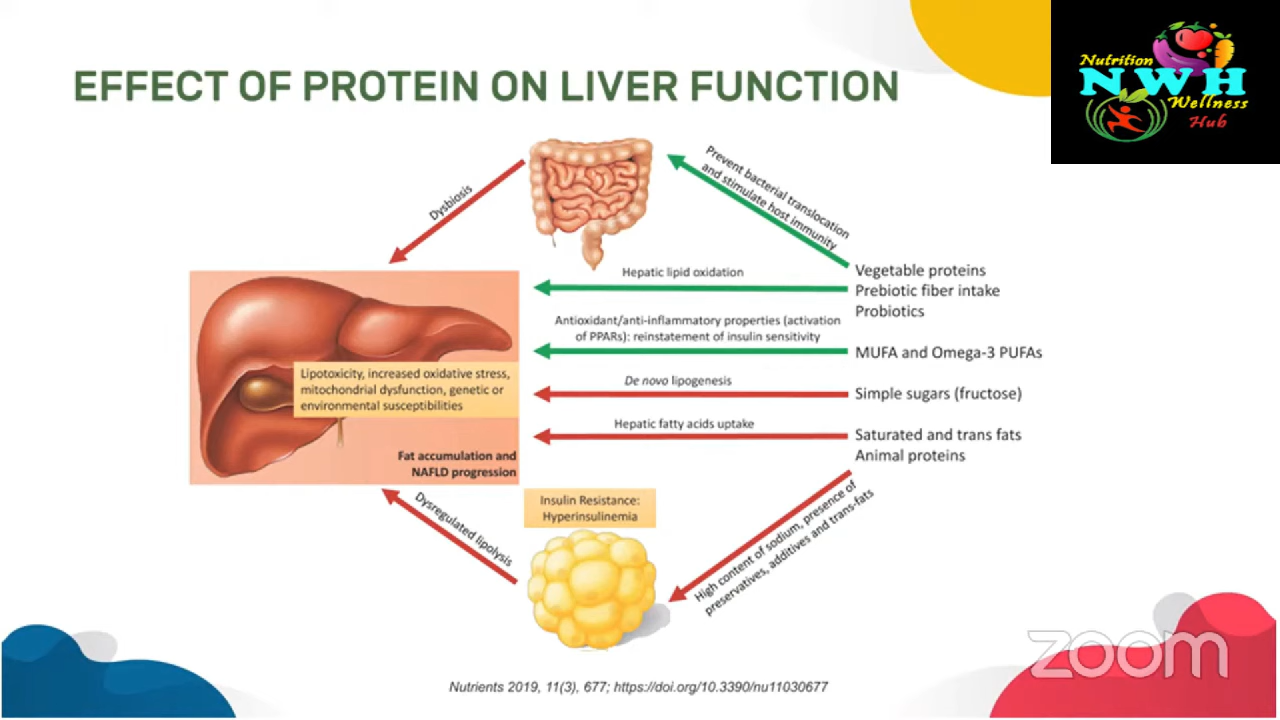 EFFECT OF PROTEIN ON LIVER FUNCTION
Nutrition
NWH
Wellness
Hub
Dysbiosis
Prevent bacterial translocation
and stimulate host immunity
Hepatic lipid oxidation
Vegetable proteins
Prebiotic fiber intake
Probiotics
Antioxidant/anti-inflammatory properties (activation
of PPARs): reinstatement of insulin sensitivity
MUFA and Omega-3 PUFAs
Lipotoxicity, increased oxidative stress,
mitochondrial dysfunction, genetic or
environmental susceptibilities
De novo lipogenesis
Simple sugars (fructose)
Hepatic fatty acids uptake
Saturated and trans fats
Animal proteins
Fat accumulation and
NAFLD progression
Dysregulated lipolysis
Insulin Resistance:
Hyperinsulinemia
High content of sodium, presence of
preservatives, additives and trans-fats
zoom
Nutrients 2019, 11(3), 677; https://doi.org/10.3390/nu11030677